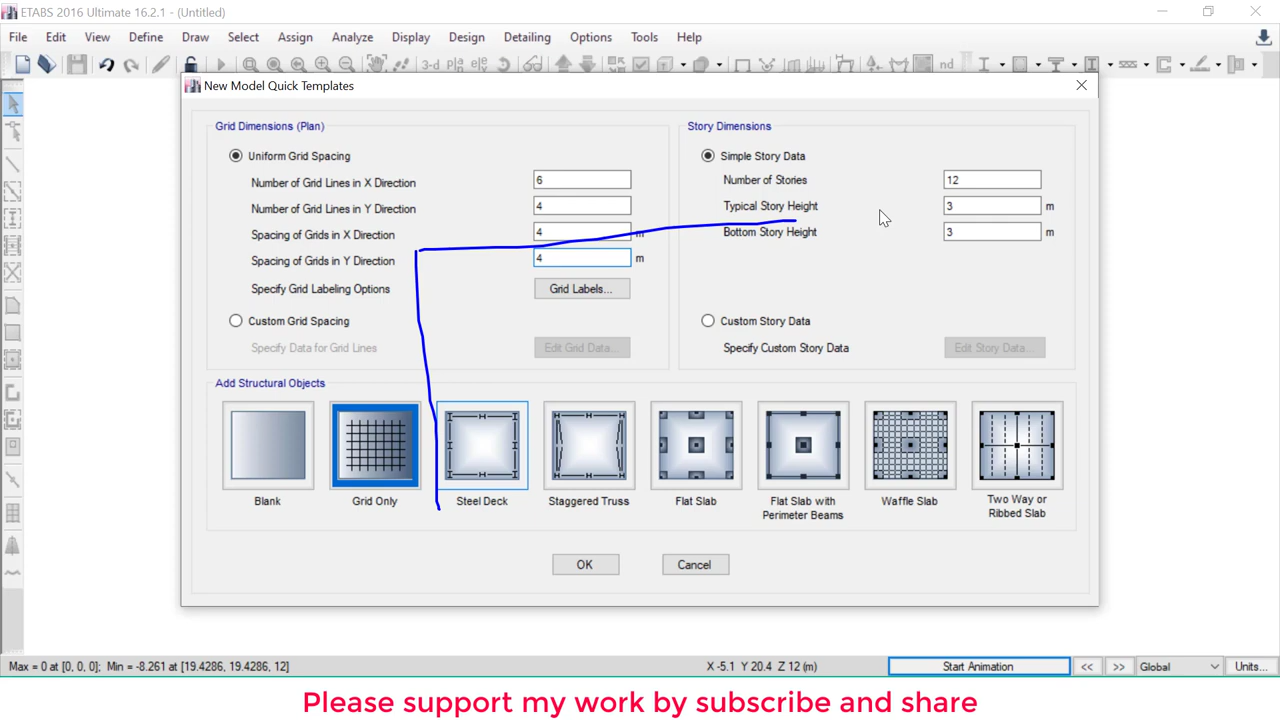 ETABS 2016 Ultimate 16.2.1 - (Untitled)
File Edit View Define Draw Select Assign Analyze Display Design Detailing Options Tools Help
3-d
nd
New Model Quick Templates
Grid Dimensions (Plan)
Uniform Grid Spacing
Number of Grid Lines in X Direction 6
Number of Grid Lines in Y Direction 4
Spacing of Grids in X Direction 4 m
Spacing of Grids in Y Direction 4 m
Specify Grid Labeling Options Grid Labels...
Custom Grid Spacing
Specify Data for Grid Lines Edit Grid Data...
Story Dimensions
Simple Story Data
Number of Stories 12
Typical Story Height 3 m
Bottom Story Height 3 m
Custom Story Data
Specify Custom Story Data Edit Story Data...
Add Structural Objects
Blank
Grid Only
Steel Deck
Staggered Truss
Flat Slab
Flat Slab with
Perimeter Beams
Waffle Slab
Two Way or
Ribbed Slab
OK Cancel
Max = 0 at [0, 0, 0]; Min = -8.261 at [19.4286, 19.4286, 12] X -5.1 Y 20.4 Z 12 (m) Start Animation << >> Global Units...
Please support my work by subscribe and share